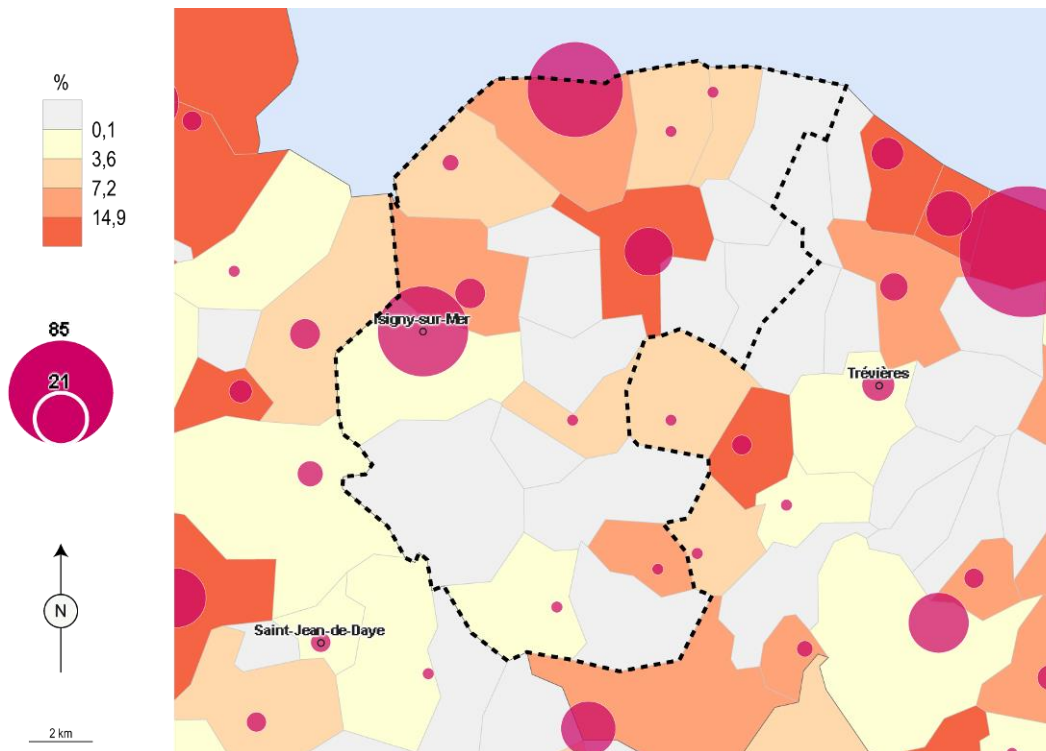 %
0,1
3,6
7,2
14,9
85
21
N
2 km
Isigny-sur-Mer
Trévières
Saint-Jean-de-Daye